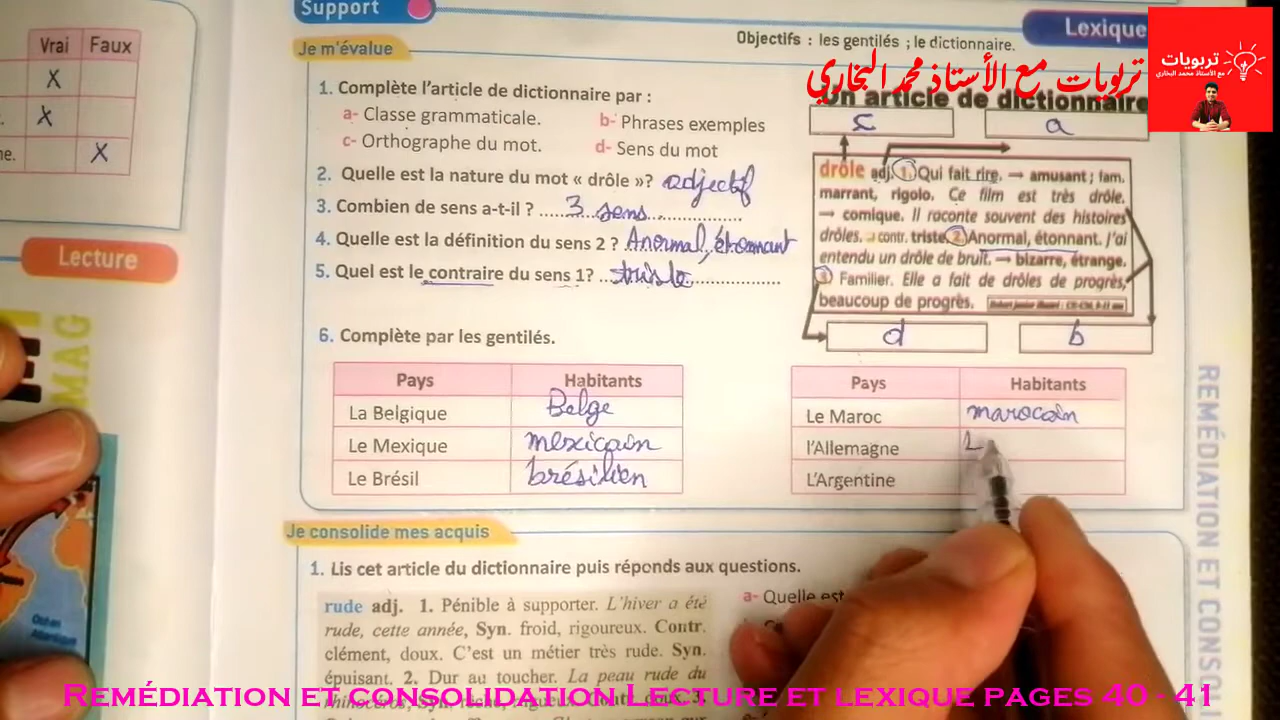 Support
Lexique
Je m'évalue
Objectifs : les gentilés ; le dictionnaire.
تربويات مع الأستاذ محمد البخاري
تربويات
مع الأستاذ محمد البخاري
Vrai Faux
X
X
X
ne.
1. Complète l'article de dictionnaire par :
a- Classe grammaticale. b- Phrases exemples
c- Orthographe du mot. d- Sens du mot
2. Quelle est la nature du mot « drôle »? adjectif
3. Combien de sens a-t-il ? 3 sens
4. Quelle est la définition du sens 2 ? Anormal, étonnant
5. Quel est le contraire du sens 1? triste
Un article de dictionnaire
c a
drôle adj. 1. Qui fait rire. → amusant ; fam.
marrant, rigolo. Ce film est très drôle.
→ comique. Il raconte souvent des histoires
drôles. contr. triste. 2. Anormal, étonnant. J'ai
entendu un drôle de bruit. → bizarre, étrange.
3 Familier. Elle a fait de drôles de progrès,
beaucoup de progrès.
d b
6. Complète par les gentilés.
Pays Habitants
La Belgique Belge
Le Mexique mexicain
Le Brésil brésilien
Pays Habitants
Le Maroc marocain
l'Allemagne L
L'Argentine
Lecture
MAG
Je consolide mes acquis
1. Lis cet article du dictionnaire puis réponds aux questions.
rude adj. 1. Pénible à supporter. L'hiver a été
rude, cette année, Syn. froid, rigoureux. Contr.
clément, doux. C'est un métier très rude. Syn.
épuisant. 2. Dur au toucher. La peau rude du
a- Quelle est
REMÉDIATION ET CONSOLI
Remédiation et consolidation Lecture et lexique pages 40 - 41